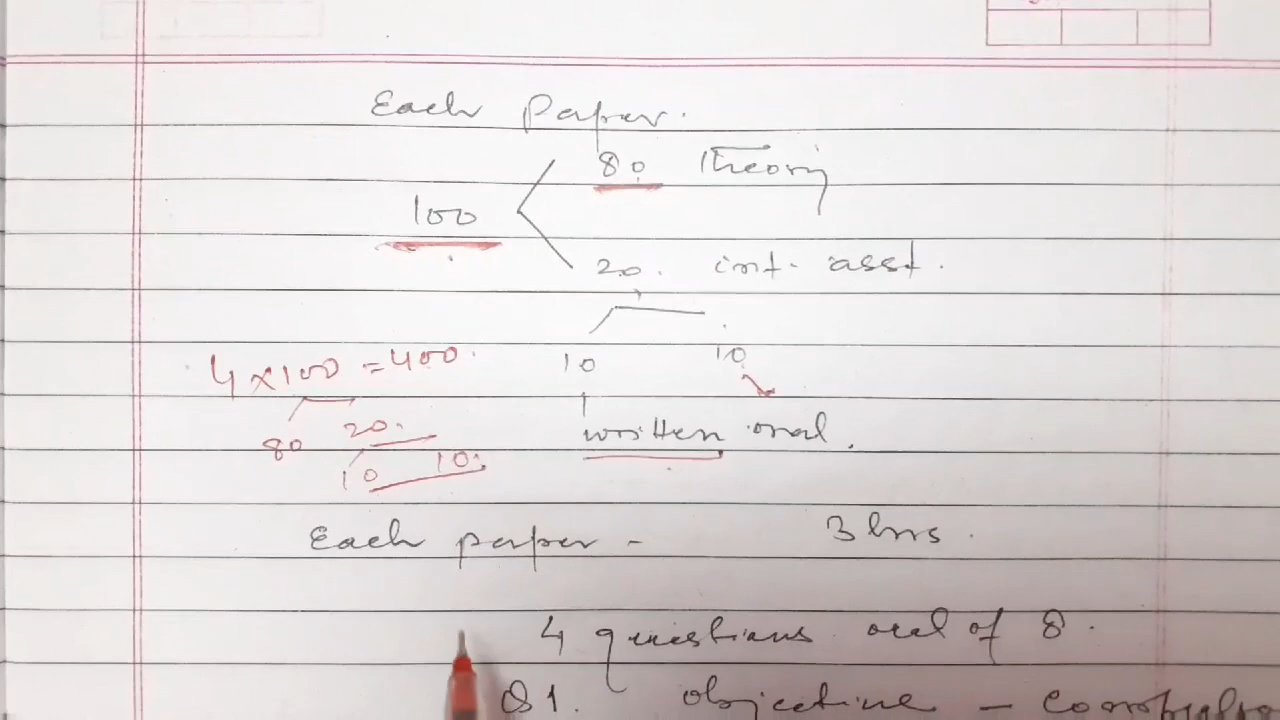 Each Paper.
80 Theory
100
20. int. asst.
4 x 100 = 400.
10 10
80 20. written oral.
10 10.
Each paper - 3 hrs.
4 questions out of 8.
Q1. objective -